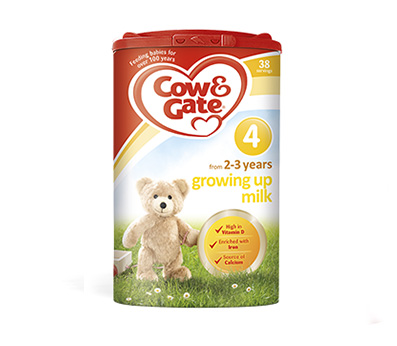 Feeding babies for
over 100 years
38
servings
Cow&
Gate
4
from 2-3 years
growing up
milk
High in
Vitamin D
Enriched with
Iron
Source of
Calcium